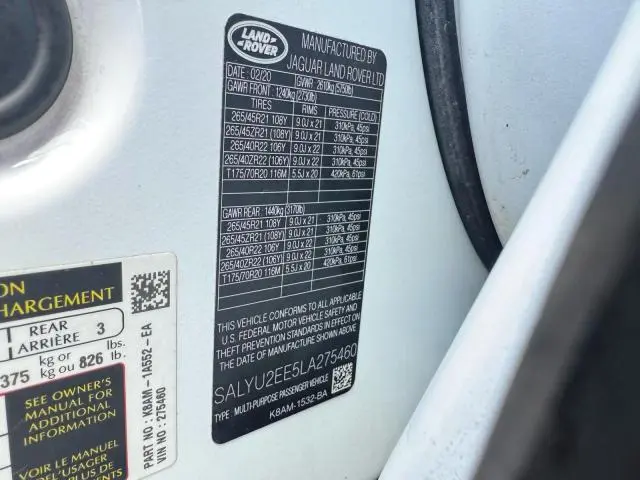 LAND
ROVER
MANUFACTURED BY
JAGUAR LAND ROVER LTD
DATE: 02/20 GVWR 2610kg (5750lb)
GAWR FRONT : 1240kg (2730lb)
TIRES RIMS PRESSURE (COLD)
265/45R21 108Y 9.0J x 21 310kPa, 45psi
265/45ZR21 (108Y) 9.0J x 21 310kPa, 45psi
265/40R22 106Y 9.0J x 22 310kPa, 45psi
265/40ZR22 (106Y) 9.0J x 22 310kPa, 45psi
T175/70R20 116M 5.5J x 20 420kPa, 61psi
GAWR REAR : 1440kg (3170lb)
265/45R21 108Y 9.0J x 21 310kPa, 45psi
265/45ZR21 (108Y) 9.0J x 21 310kPa, 45psi
265/40R22 106Y 9.0J x 22 310kPa, 45psi
265/40ZR22 (106Y) 9.0J x 22 310kPa, 45psi
T175/70R20 116M 5.5J x 20 420kPa, 61psi
THIS VEHICLE CONFORMS TO ALL APPLICABLE
U.S. FEDERAL MOTOR VEHICLE SAFETY AND
THEFT PREVENTION STANDARDS IN EFFECT ON
THE DATE OF MANUFACTURE SHOWN ABOVE.
SALYU2EE5LA275460
TYPE : MULTI-PURPOSE PASSENGER VEHICLE
K8AM-1532-BA
ON
HARGEMENT
REAR
ARRIÈRE 3
375 kg or
kg ou 826 lbs.
lb.
SEE OWNER'S
MANUAL FOR
ADDITIONAL
INFORMATION
VOIR LE MANUEL
DE L'USAGER
POUR PLUS DE
PART NO : K8AM - 1A552 - EA
VIN NO : 275460